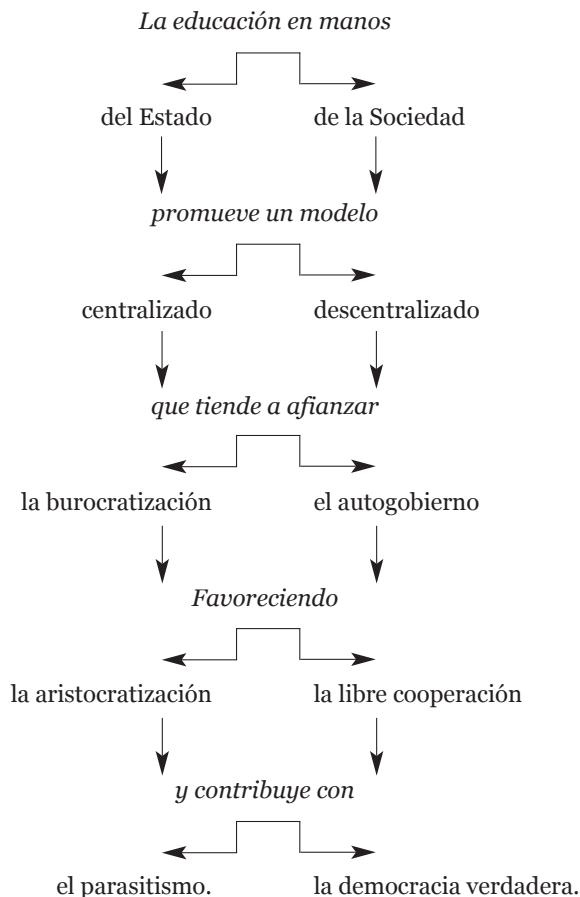 La educación en manos
del Estado de la Sociedad
promueve un modelo
centralizado descentralizado
que tiende a afianzar
la burocratización el autogobierno
Favoreciendo
la aristocratización la libre cooperación
y contribuye con
el parasitismo. la democracia verdadera.